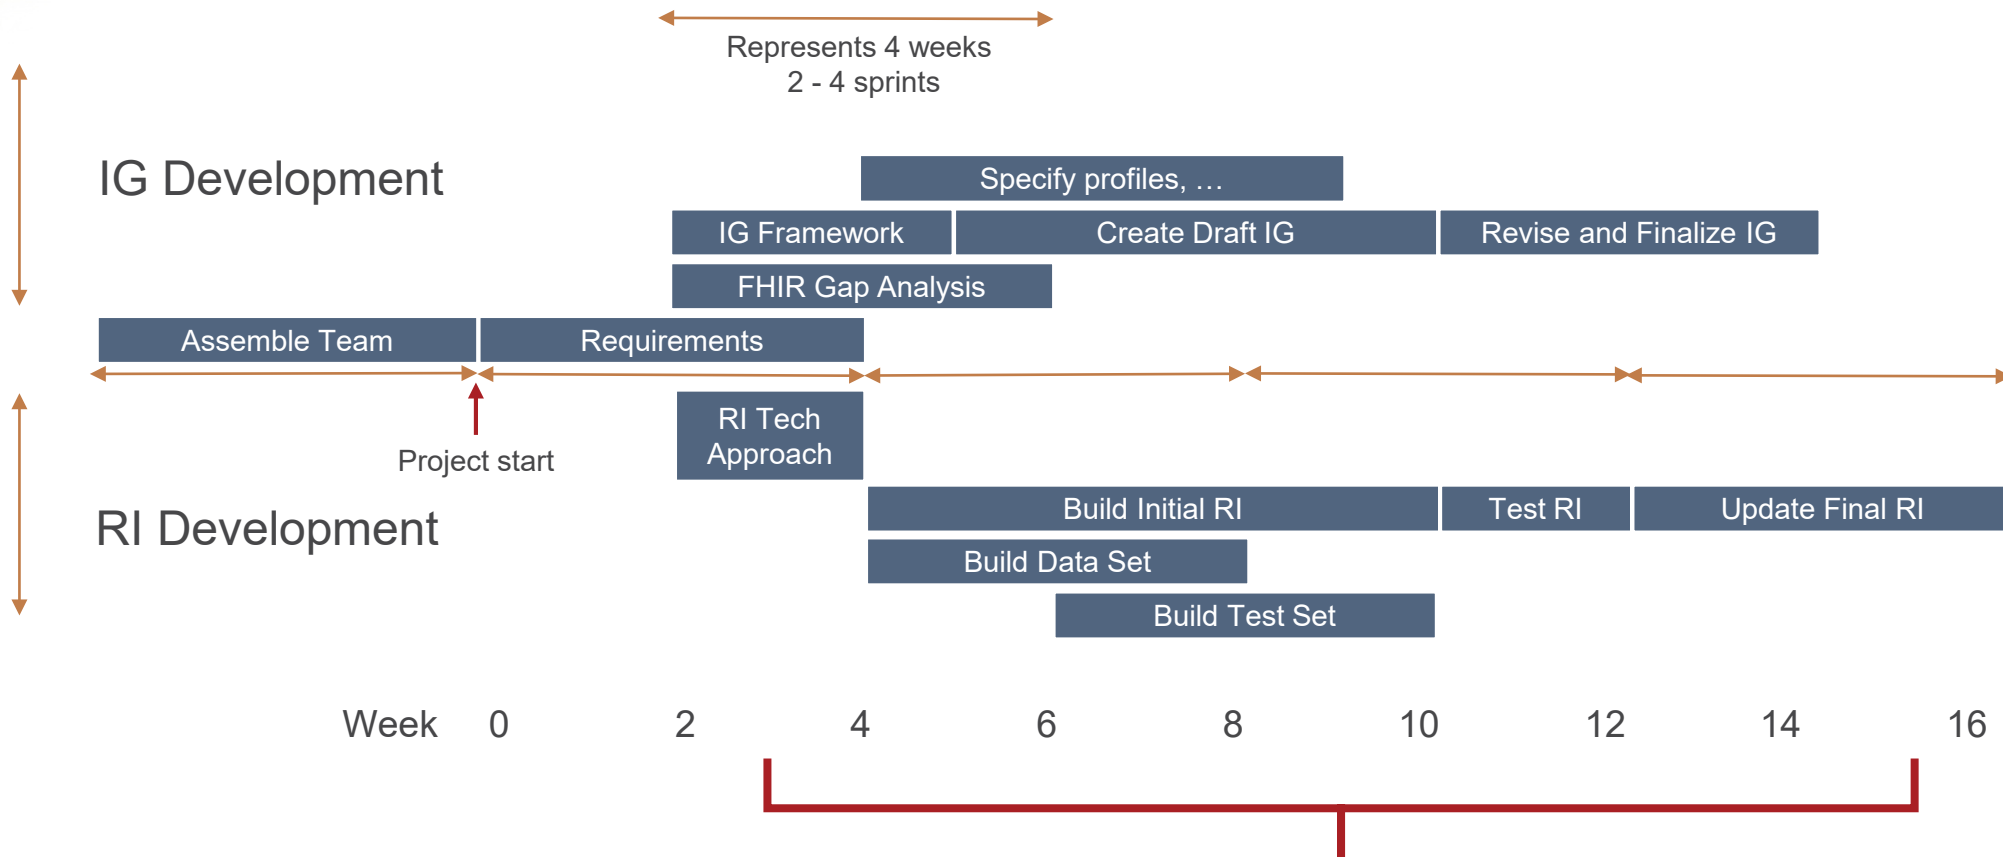 Represents 4 weeks
2 - 4 sprints
IG Development
Specify profiles, …
IG Framework
Create Draft IG
Revise and Finalize IG
FHIR Gap Analysis
Assemble Team
Requirements
RI Tech
Approach
Project start
RI Development
Build Initial RI
Test RI
Update Final RI
Build Data Set
Build Test Set
Week 0 2 4 6 8 10 12 14 16